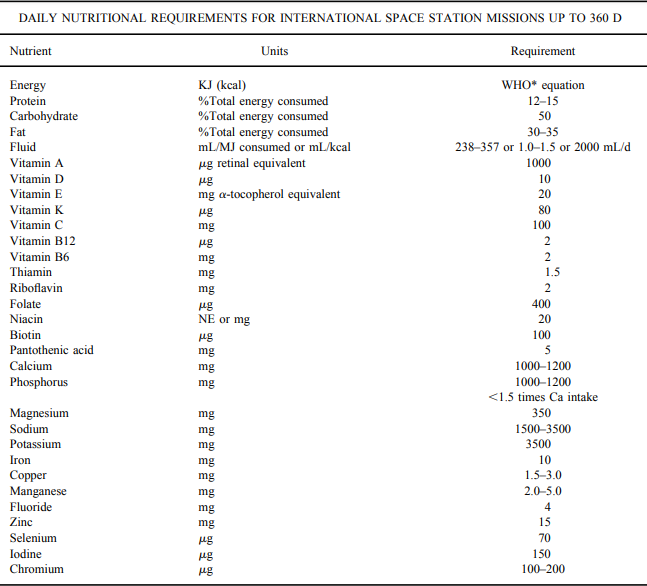 DAILY NUTRITIONAL REQUIREMENTS FOR INTERNATIONAL SPACE STATION MISSIONS UP TO 360 D
Nutrient Units Requirement
Energy KJ (kcal) WHO* equation
Protein %Total energy consumed 12–15
Carbohydrate %Total energy consumed 50
Fat %Total energy consumed 30–35
Fluid mL/MJ consumed or mL/kcal 238–357 or 1.0–1.5 or 2000 mL/d
Vitamin A μg retinal equivalent 1000
Vitamin D μg 10
Vitamin E mg α-tocopherol equivalent 20
Vitamin K μg 80
Vitamin C mg 100
Vitamin B12 μg 2
Vitamin B6 mg 2
Thiamin mg 1.5
Riboflavin mg 2
Folate μg 400
Niacin NE or mg 20
Biotin μg 100
Pantothenic acid mg 5
Calcium mg 1000–1200
Phosphorus mg 1000–1200
<1.5 times Ca intake
Magnesium mg 350
Sodium mg 1500–3500
Potassium mg 3500
Iron mg 10
Copper mg 1.5–3.0
Manganese mg 2.0–5.0
Fluoride mg 4
Zinc mg 15
Selenium μg 70
Iodine μg 150
Chromium μg 100–200